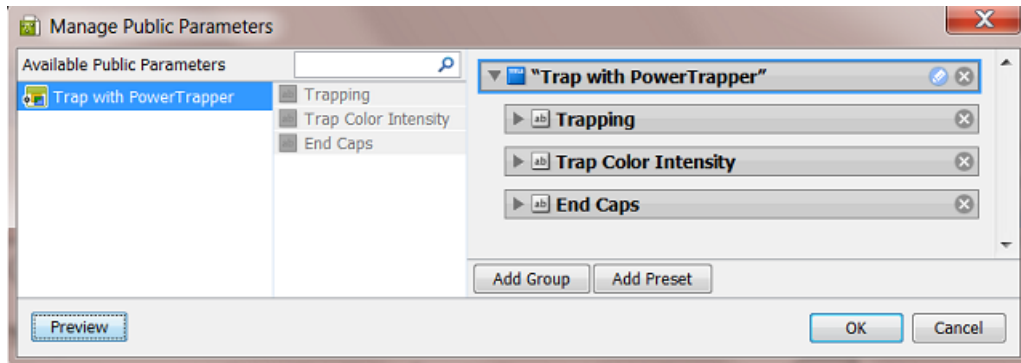 Manage Public Parameters
Available Public Parameters
Trap with PowerTrapper
Trapping
Trap Color Intensity
End Caps
"Trap with PowerTrapper"
Trapping
Trap Color Intensity
End Caps
Add Group
Add Preset
Preview
OK
Cancel